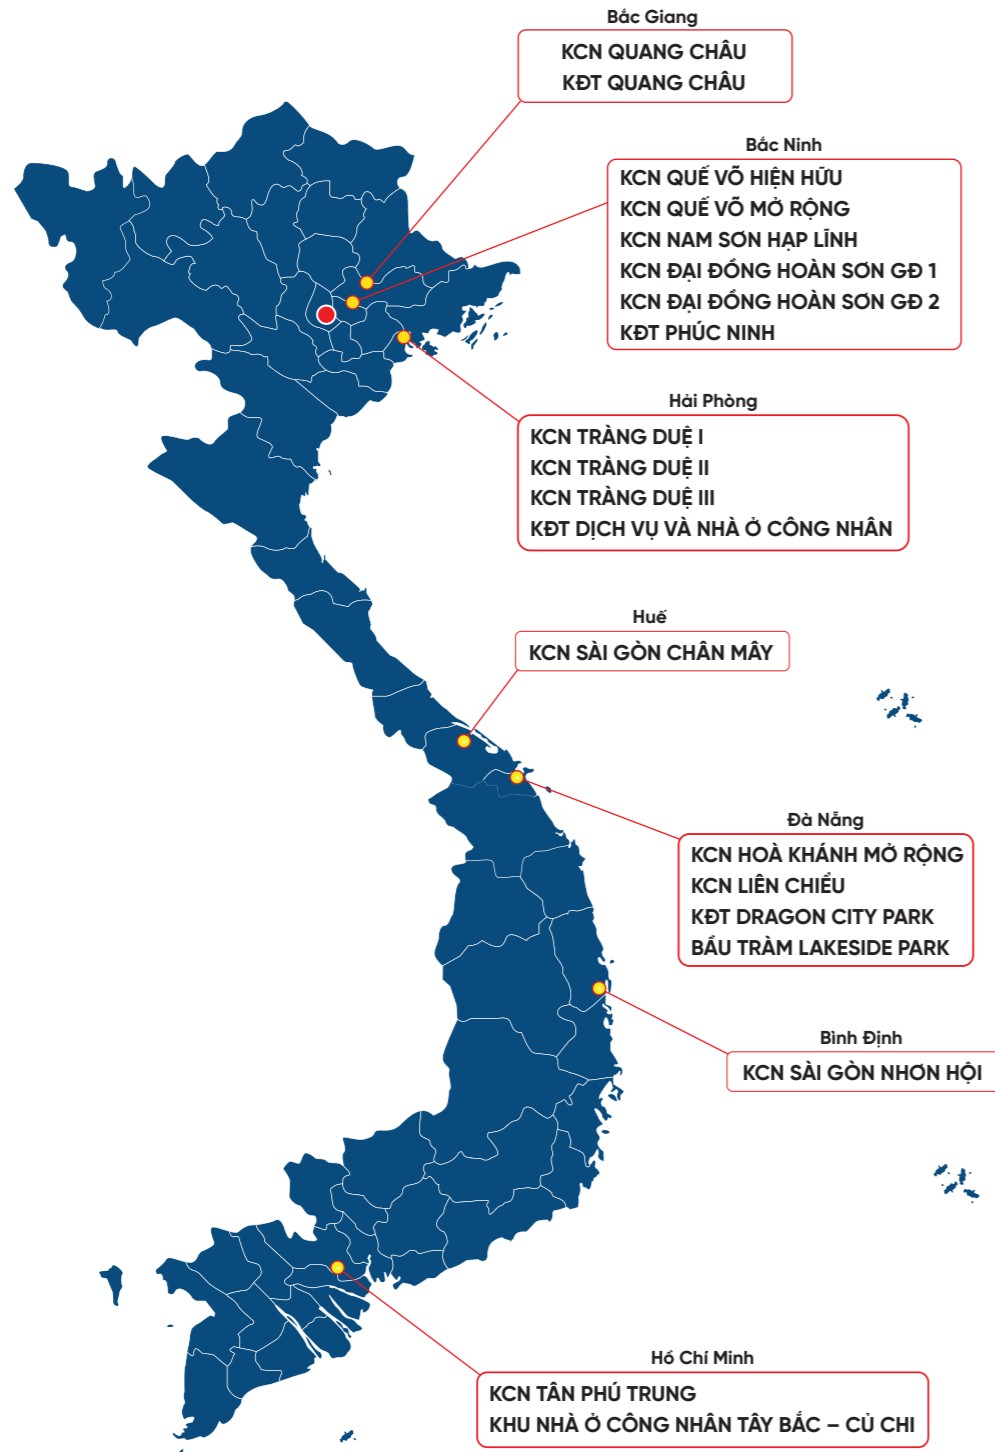 Bắc Giang
KCN QUANG CHÂU
KĐT QUANG CHÂU
Bắc Ninh
KCN QUẾ VÕ HIỆN HỮU
KCN QUẾ VÕ MỞ RỘNG
KCN NAM SƠN HẠP LĨNH
KCN ĐẠI ĐỒNG HOÀN SƠN GĐ 1
KCN ĐẠI ĐỒNG HOÀN SƠN GĐ 2
KĐT PHÚC NINH
Hải Phòng
KCN TRÀNG DUỆ I
KCN TRÀNG DUỆ II
KCN TRÀNG DUỆ III
KĐT DỊCH VỤ VÀ NHÀ Ở CÔNG NHÂN
Huế
KCN SÀI GÒN CHÂN MÂY
Đà Nẵng
KCN HOÀ KHÁNH MỞ RỘNG
KCN LIÊN CHIỂU
KĐT DRAGON CITY PARK
BẦU TRÀM LAKESIDE PARK
Bình Định
KCN SÀI GÒN NHƠN HỘI
Hồ Chí Minh
KCN TÂN PHÚ TRUNG
KHU NHÀ Ở CÔNG NHÂN TÂY BẮC – CỦ CHI